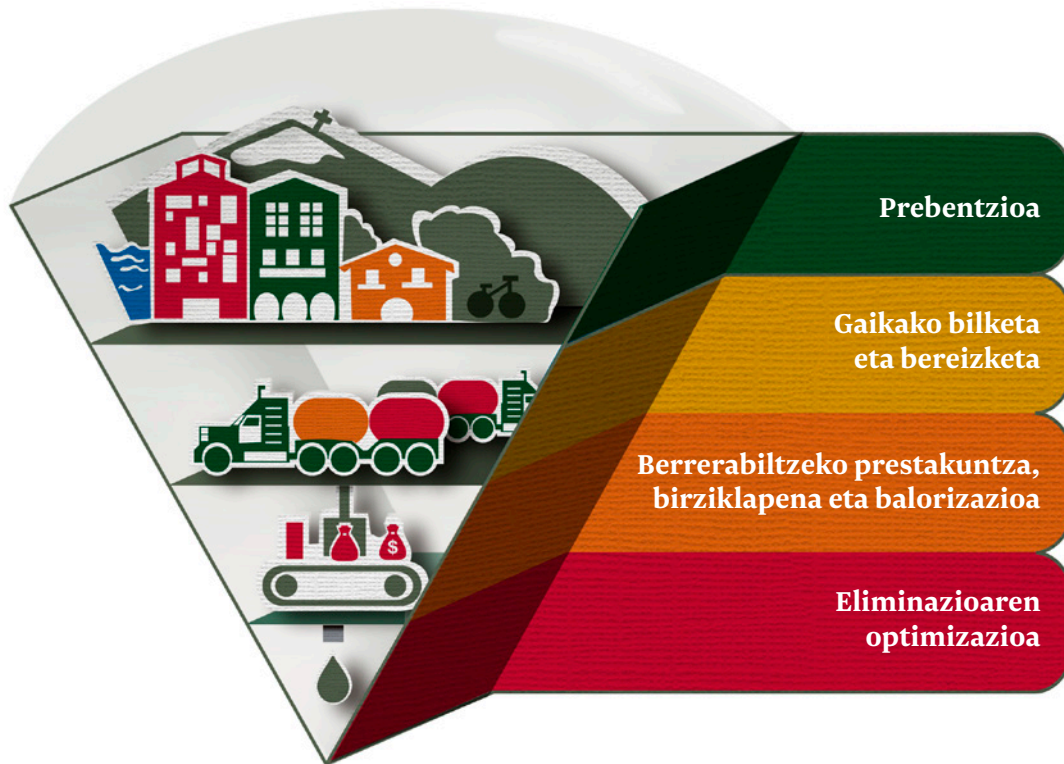 Prebentzioa
Gaikako bilketa
eta bereizketa
Berrerabiltzeko prestakuntza,
birziklapena eta balorizazioa
$
Eliminazioaren
optimizazioa